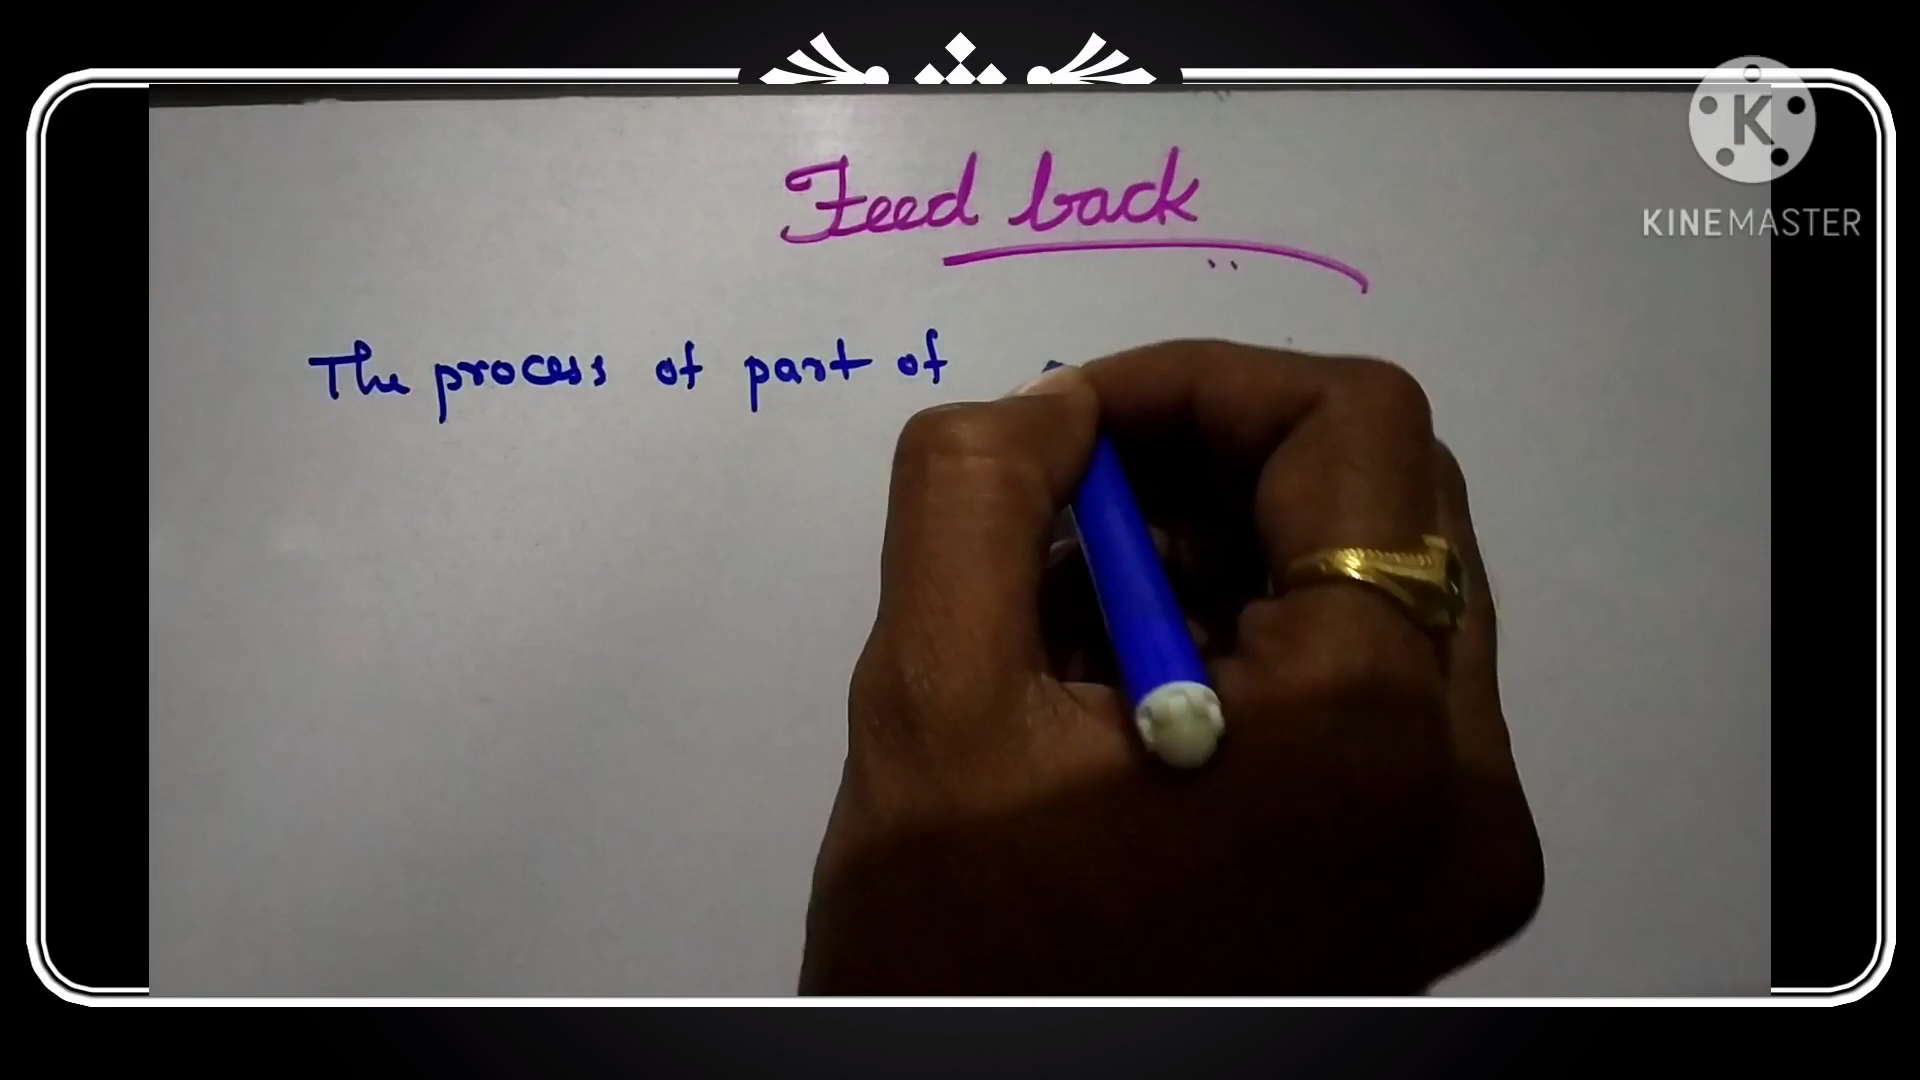 Feed back
K
KINEMASTER
The process of part of